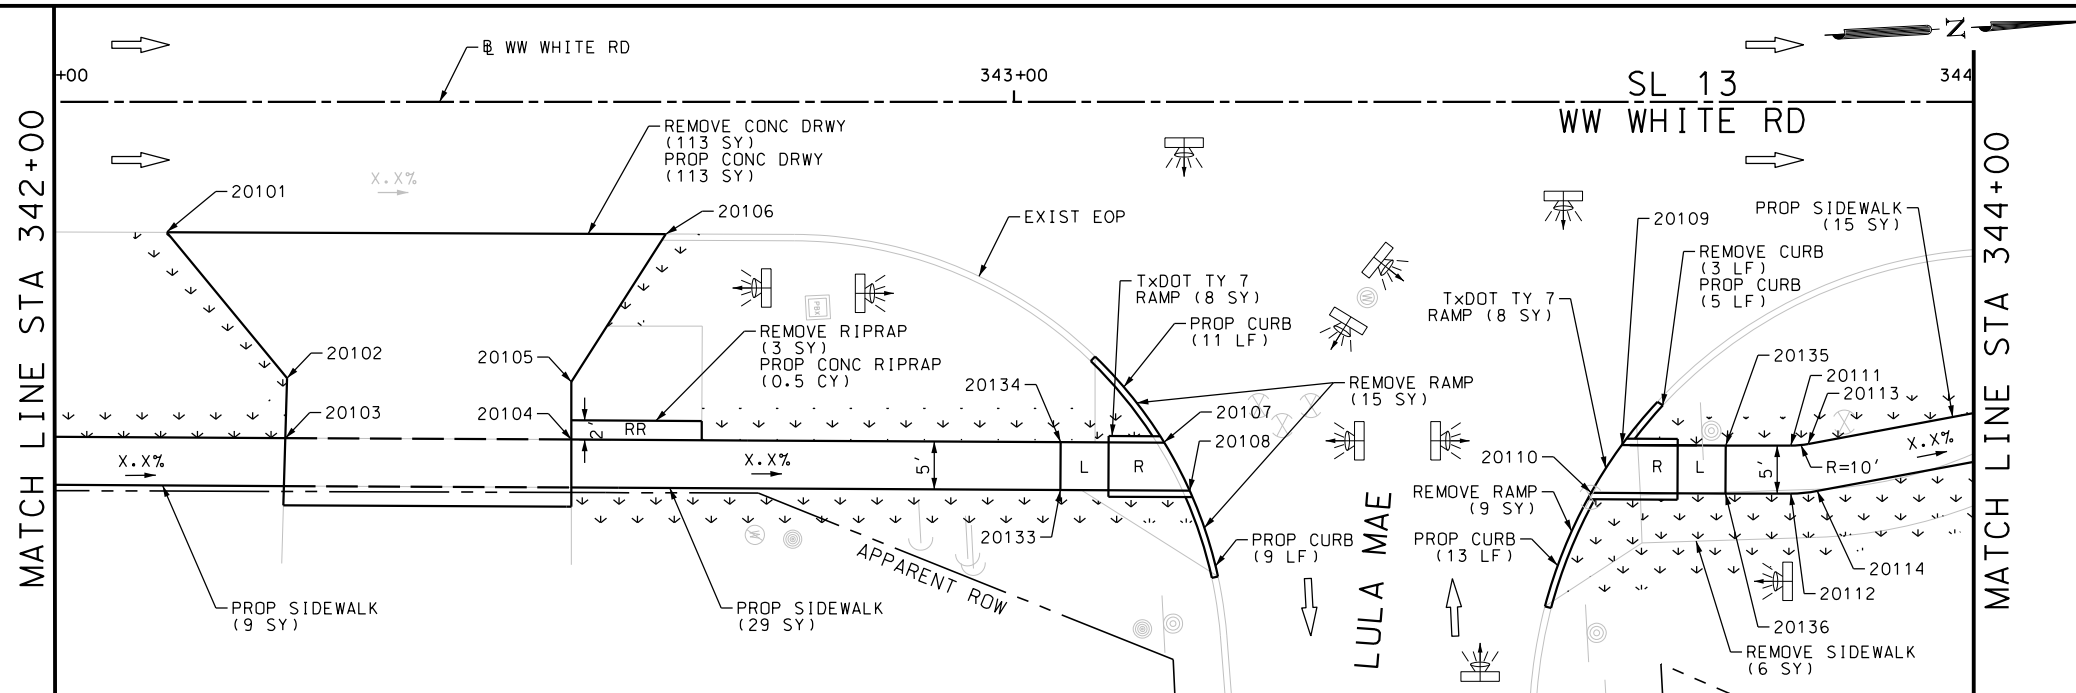 ℄ WW WHITE RD
N
+00
343+00
SL 13
344
WW WHITE RD
MATCH LINE STA 342+00
MATCH LINE STA 344+00
REMOVE CONC DRWY
(113 SY)
PROP CONC DRWY
(113 SY)
X.X%
20101
20106
EXIST EOP
20109
PROP SIDEWALK
(15 SY)
REMOVE CURB
(3 LF)
PROP CURB
(5 LF)
TxDOT TY 7
RAMP (8 SY)
TxDOT TY 7
RAMP (8 SY)
PBX
W
PROP CURB
(11 LF)
REMOVE RIPRAP
(3 SY)
PROP CONC RIPRAP
(0.5 CY)
20102
20105
20134
REMOVE RAMP
(15 SY)
20135
20111
20113
20103
20104
2'
RR
20107
20108
X.X%
X.X%
5'
L
R
20110
R
L
5'
R=10'
X.X%
REMOVE RAMP
(9 SY)
20133
W
PROP CURB
(9 LF)
PROP CURB
(13 LF)
LULA MAE
APPARENT ROW
20114
20112
PROP SIDEWALK
(9 SY)
PROP SIDEWALK
(29 SY)
20136
REMOVE SIDEWALK
(6 SY)